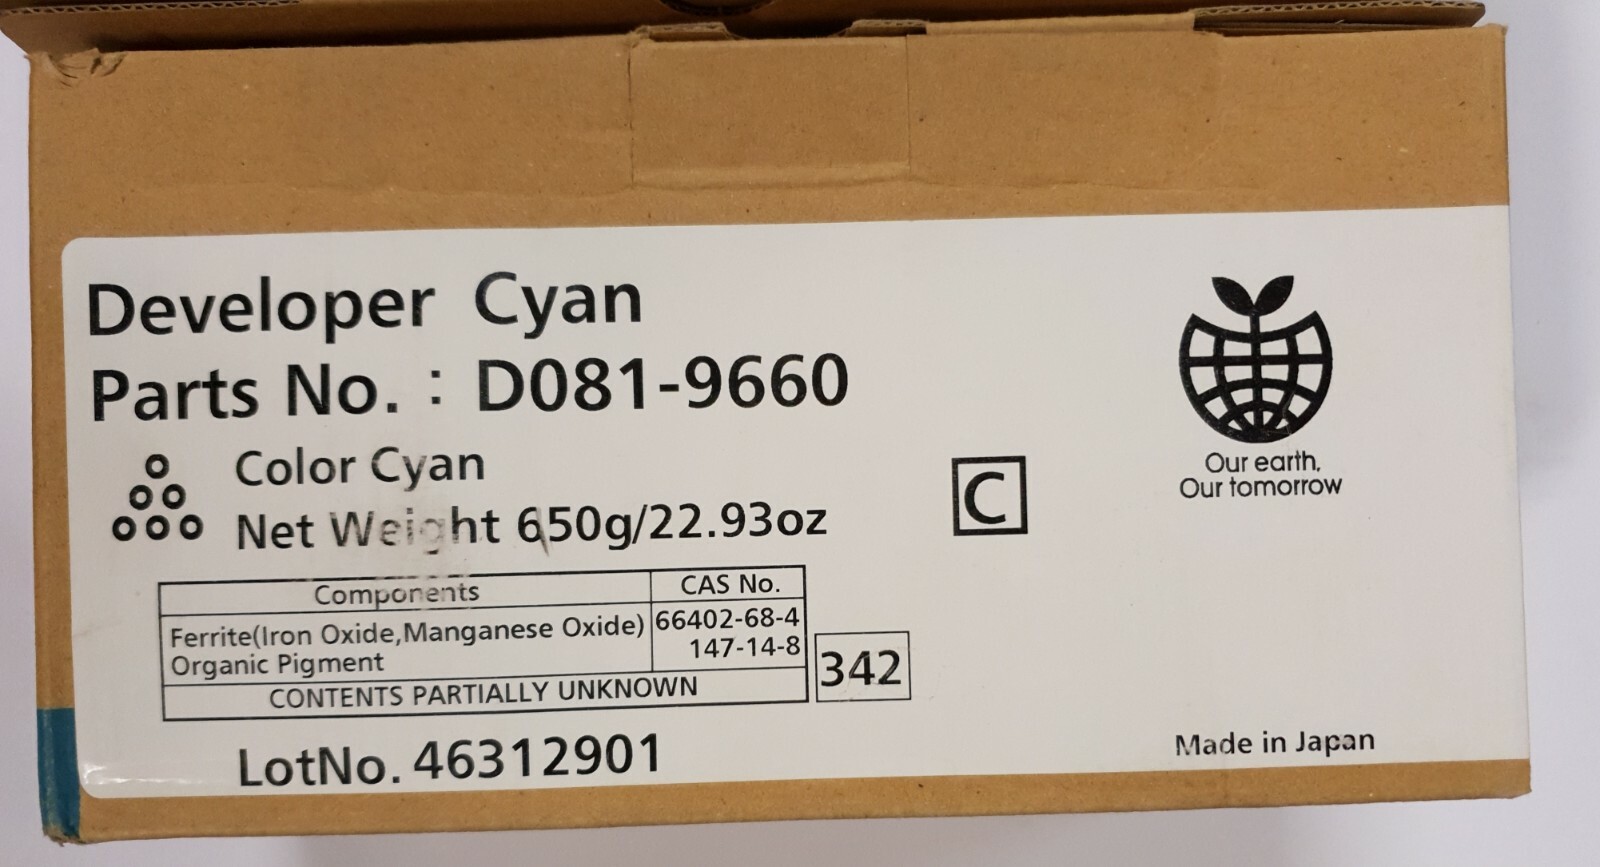 Developer Cyan
Parts No. : D081-9660
Color Cyan
Net Weight 650g/22.93oz
C
Our earth,
Our tomorrow
Components CAS No.
Ferrite(Iron Oxide,Manganese Oxide) 66402-68-4
Organic Pigment 147-14-8
CONTENTS PARTIALLY UNKNOWN
342
LotNo. 46312901
Made in Japan